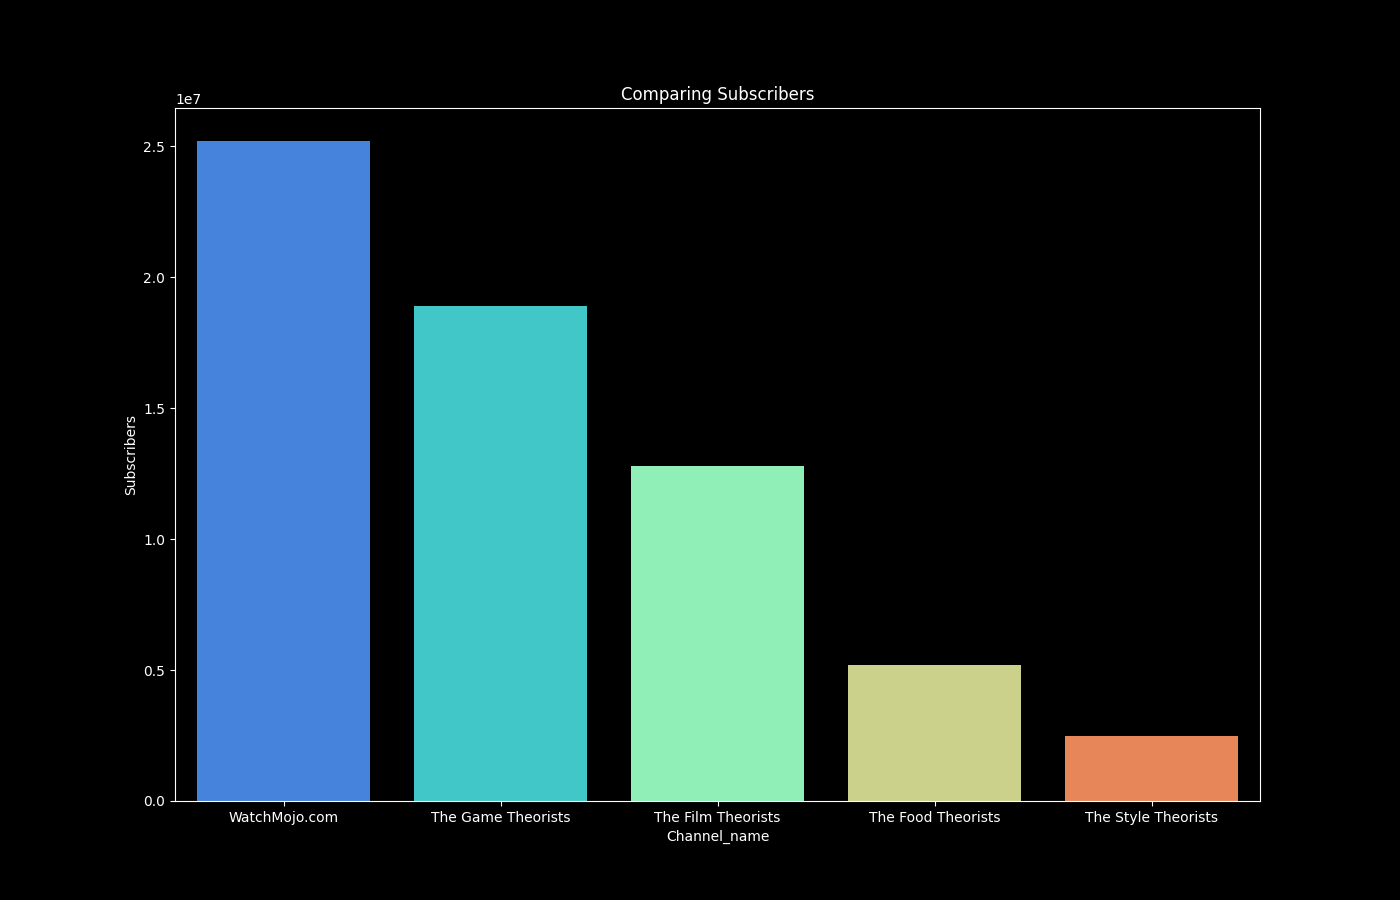 Comparing Subscribers
1e7
2.5
2.0
1.5
1.0
0.5
0.0
Subscribers
WatchMojo.com The Game Theorists The Film Theorists The Food Theorists The Style Theorists
Channel_name